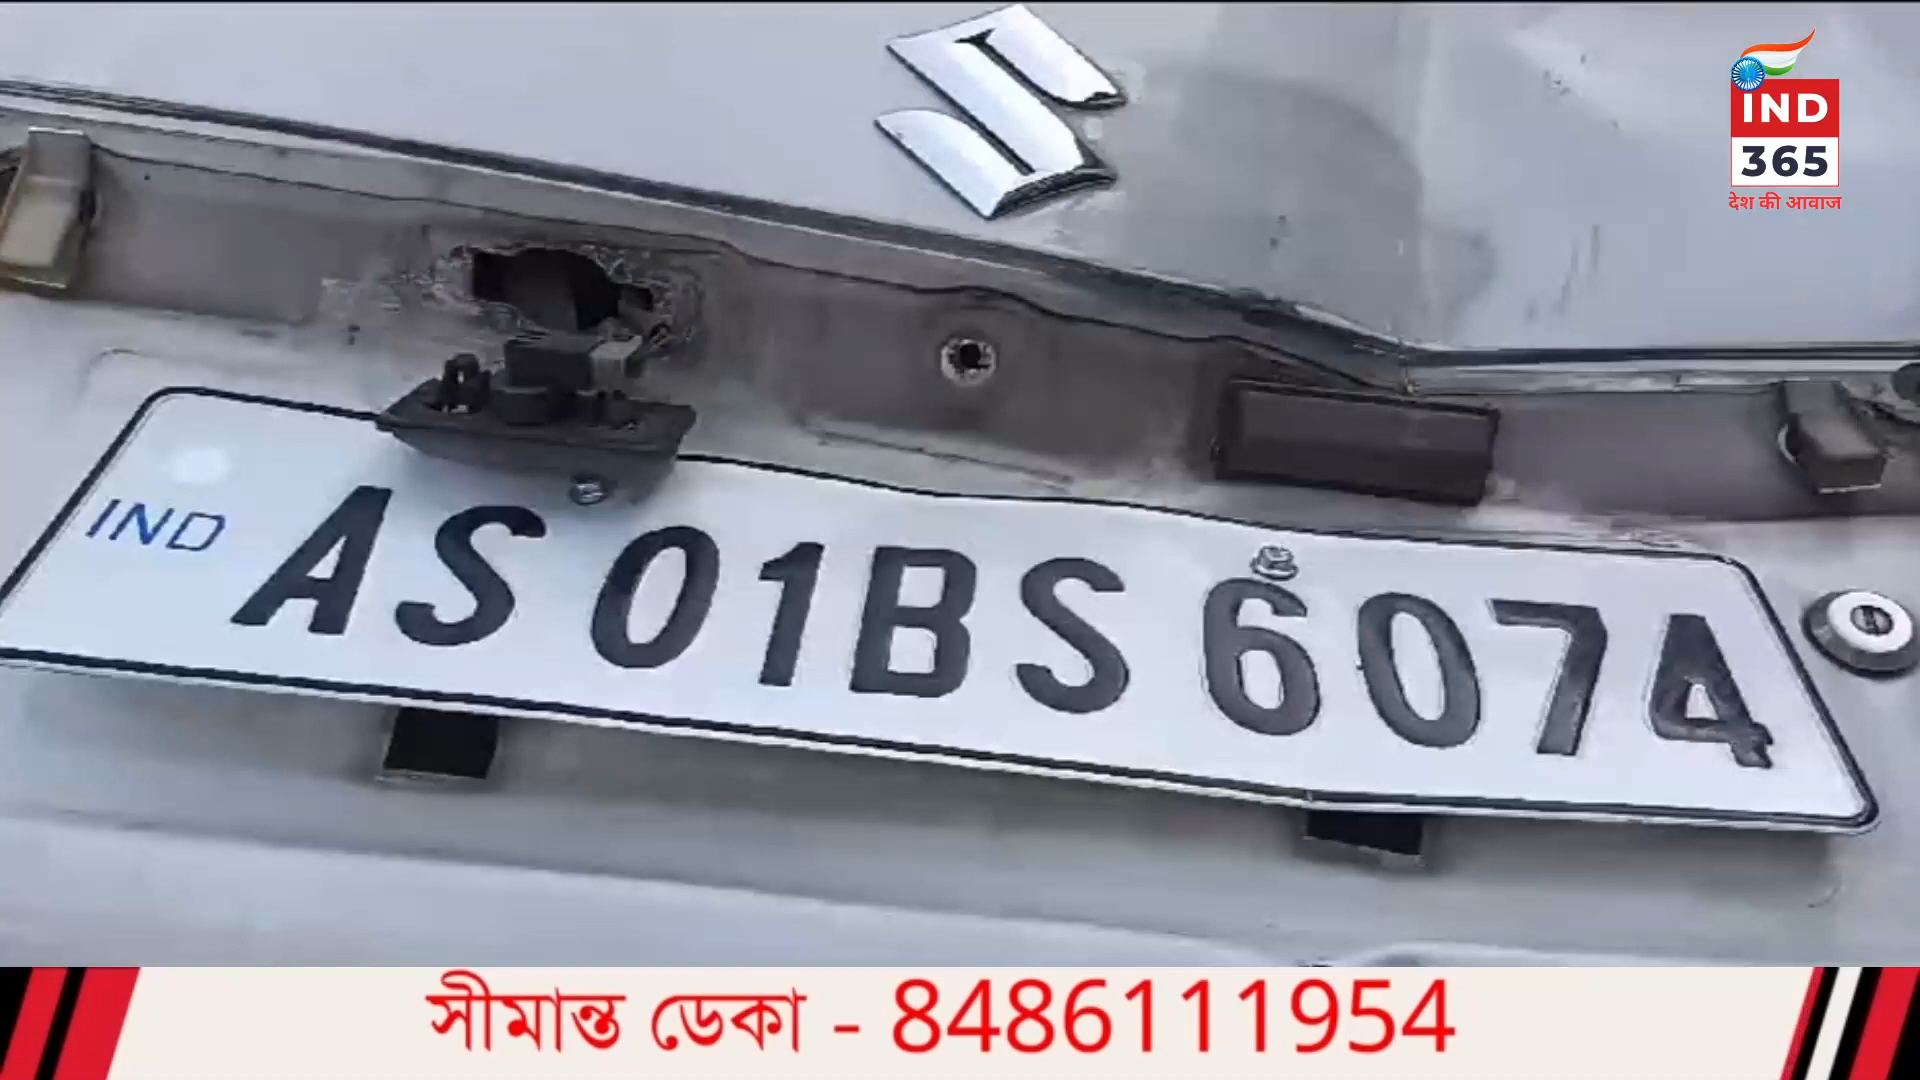 IND
365
देश की आवाज
IND AS 01BS 6074
সীমান্ত ডেকা - 8486111954